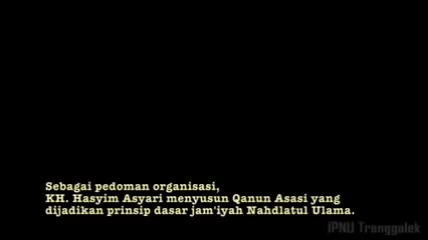 Sebagai pedoman organisasi,
KH. Hasyim Asyari menyusun Qanun Asasi yang
dijadikan prinsip dasar jam'iyah Nahdlatul Ulama.
IPNU Trenggalek